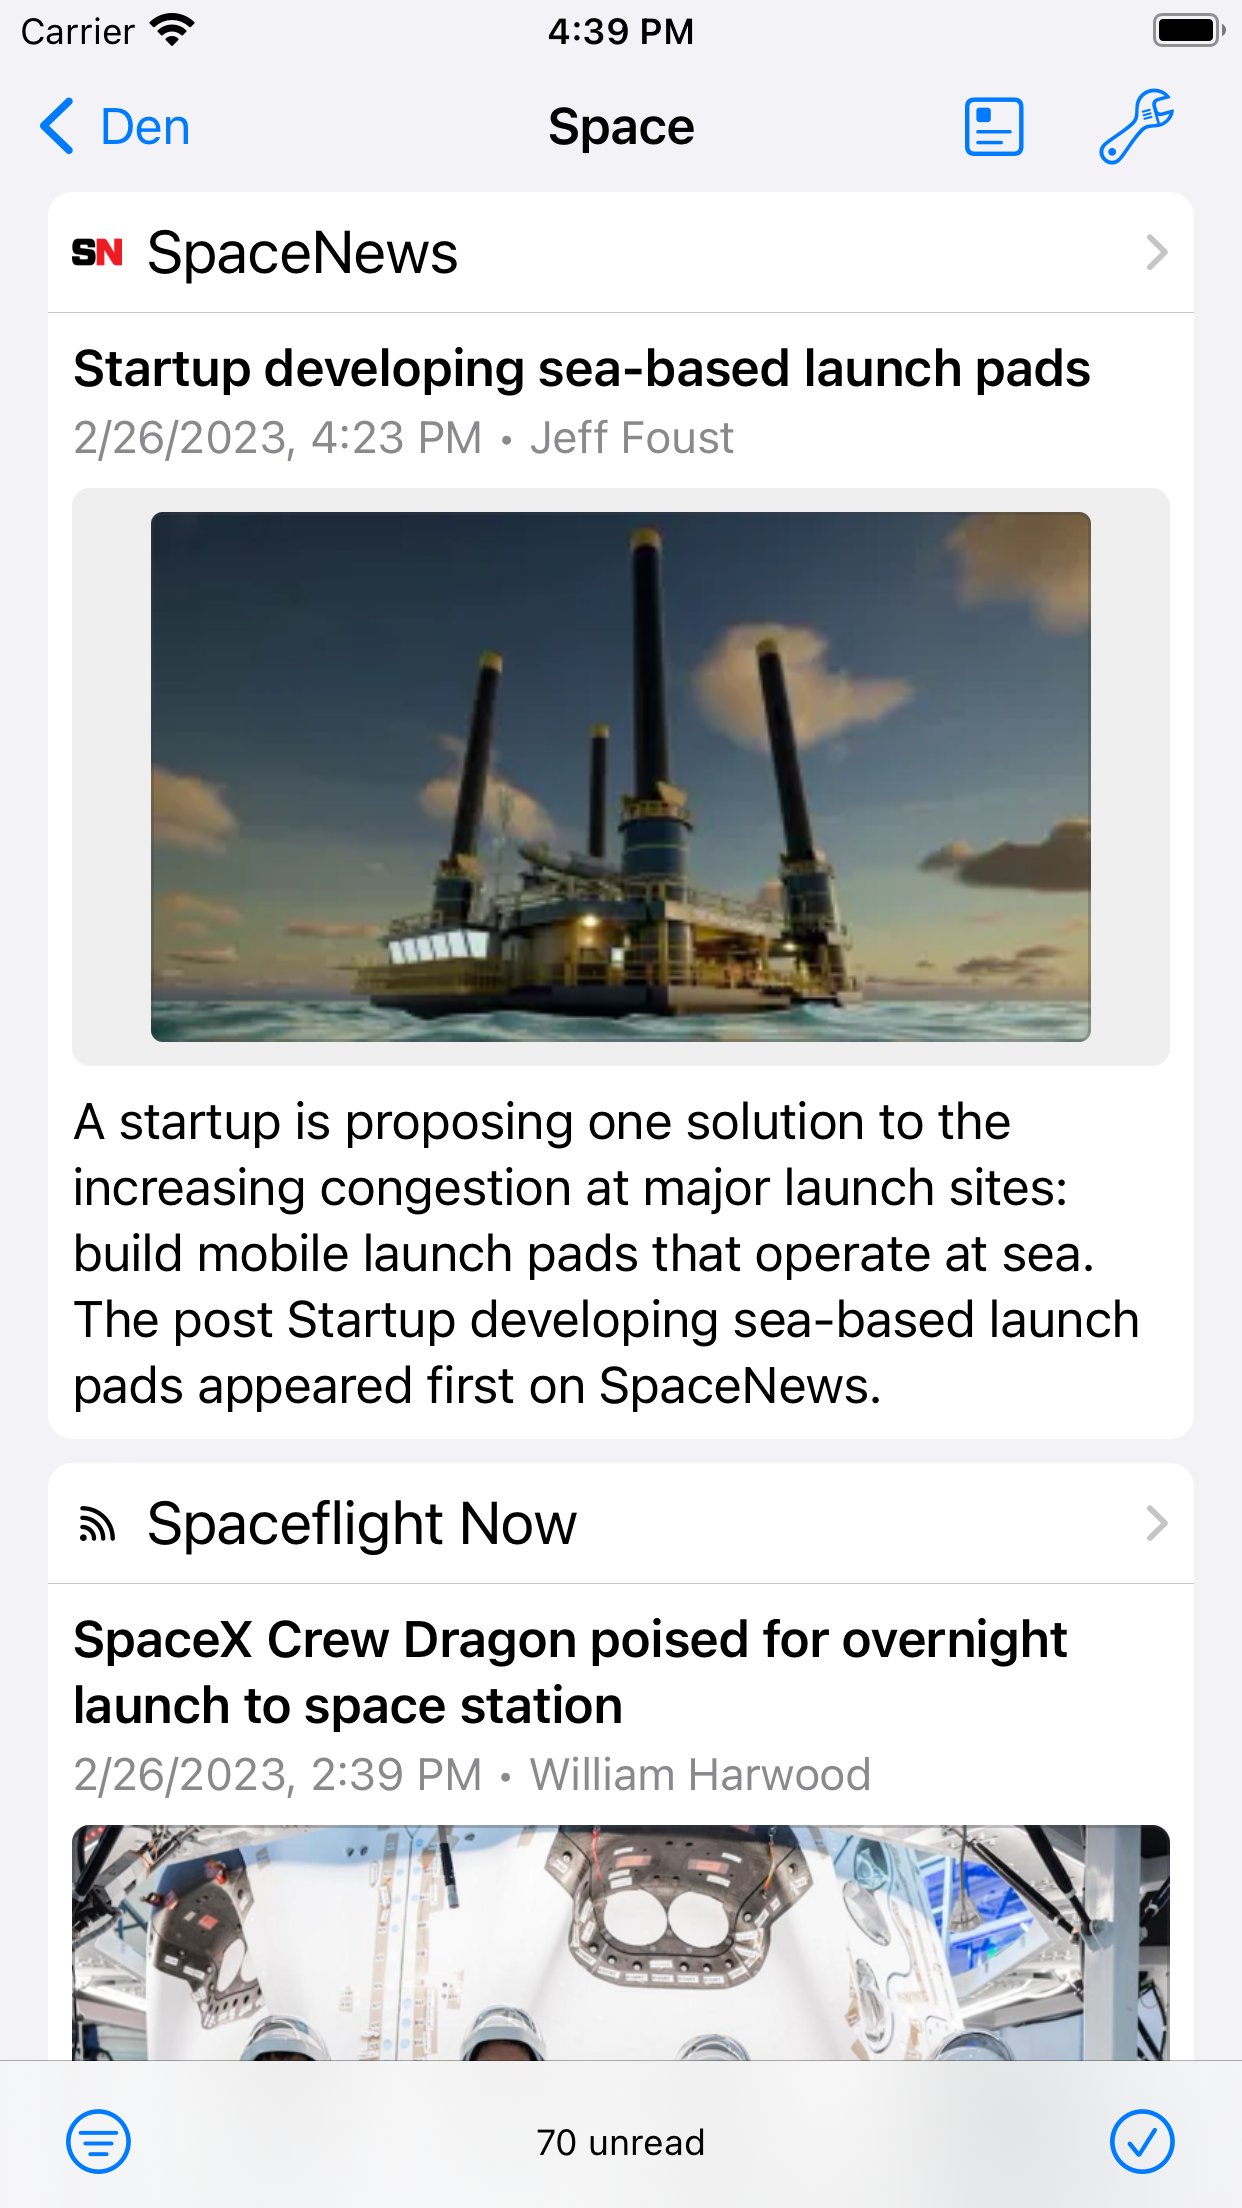 Carrier 4:39 PM
Den Space
SN SpaceNews
Startup developing sea-based launch pads
2/26/2023, 4:23 PM • Jeff Foust
A startup is proposing one solution to the
increasing congestion at major launch sites:
build mobile launch pads that operate at sea.
The post Startup developing sea-based launch
pads appeared first on SpaceNews.
Spaceflight Now
SpaceX Crew Dragon poised for overnight
launch to space station
2/26/2023, 2:39 PM • William Harwood
70 unread